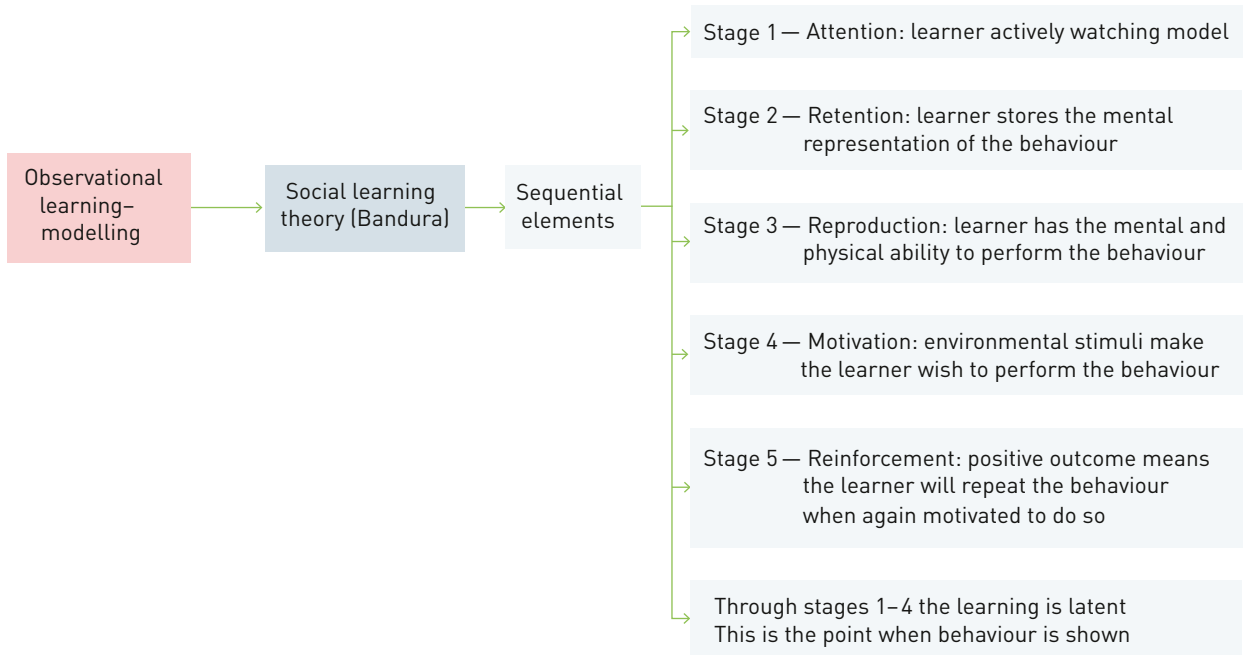 Observational
learning–
modelling
Social learning
theory (Bandura)
Sequential
elements
Stage 1 — Attention: learner actively watching model
Stage 2 — Retention: learner stores the mental
representation of the behaviour
Stage 3 — Reproduction: learner has the mental and
physical ability to perform the behaviour
Stage 4 — Motivation: environmental stimuli make
the learner wish to perform the behaviour
Stage 5 — Reinforcement: positive outcome means
the learner will repeat the behaviour
when again motivated to do so
Through stages 1–4 the learning is latent
This is the point when behaviour is shown